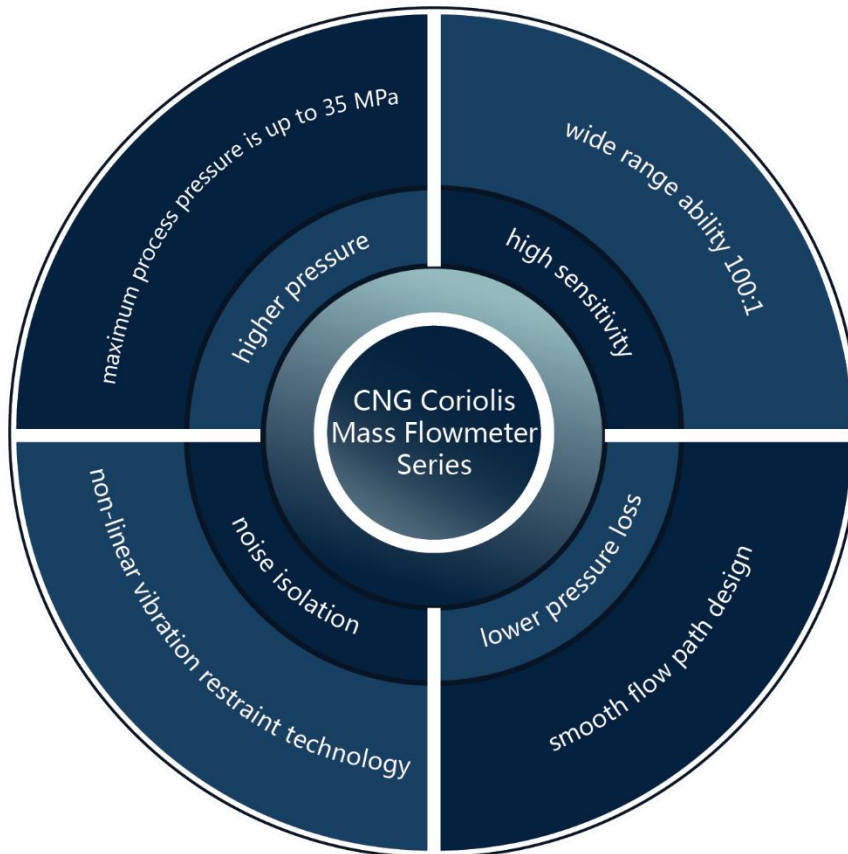 maximum process pressure is up to 35 MPa
higher pressure
wide range ability 100:1
high sensitivity
CNG Coriolis
Mass Flowmeter
Series
noise isolation
non-linear vibration restraint technology
lower pressure loss
smooth flow path design